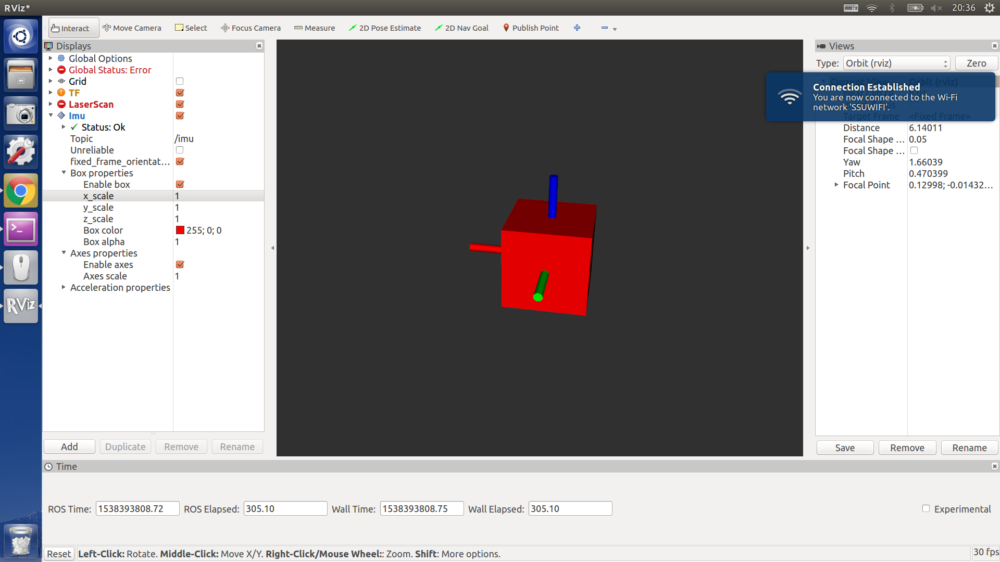 RViz*
20:36
Interact
Move Camera
Select
Focus Camera
Measure
2D Pose Estimate
2D Nav Goal
Publish Point
Displays
Global Options
Global Status: Error
Grid
TF
LaserScan
Imu
Status: Ok
Topic /imu
Unreliable
fixed_frame_orientat...
Box properties
Enable box
x_scale 1
y_scale 1
z_scale 1
Box color 255; 0; 0
Box alpha 1
Axes properties
Enable axes
Axes scale 1
Acceleration properties
Add Duplicate Remove Rename
Views
Type: Orbit (rviz) Zero
Connection Established
You are now connected to the Wi-Fi
network 'SSUWIFI'.
Target Frame <Fixed Frame>
Distance 6.14011
Focal Shape ... 0.05
Focal Shape ...
Yaw 1.66039
Pitch 0.470399
Focal Point 0.12998; -0.01432...
Save Remove Rename
RViz
Time
ROS Time: 1538393808.72 ROS Elapsed: 305.10 Wall Time: 1538393808.75 Wall Elapsed: 305.10 Experimental
Reset Left-Click: Rotate. Middle-Click: Move X/Y. Right-Click/Mouse Wheel:: Zoom. Shift: More options. 30 fps